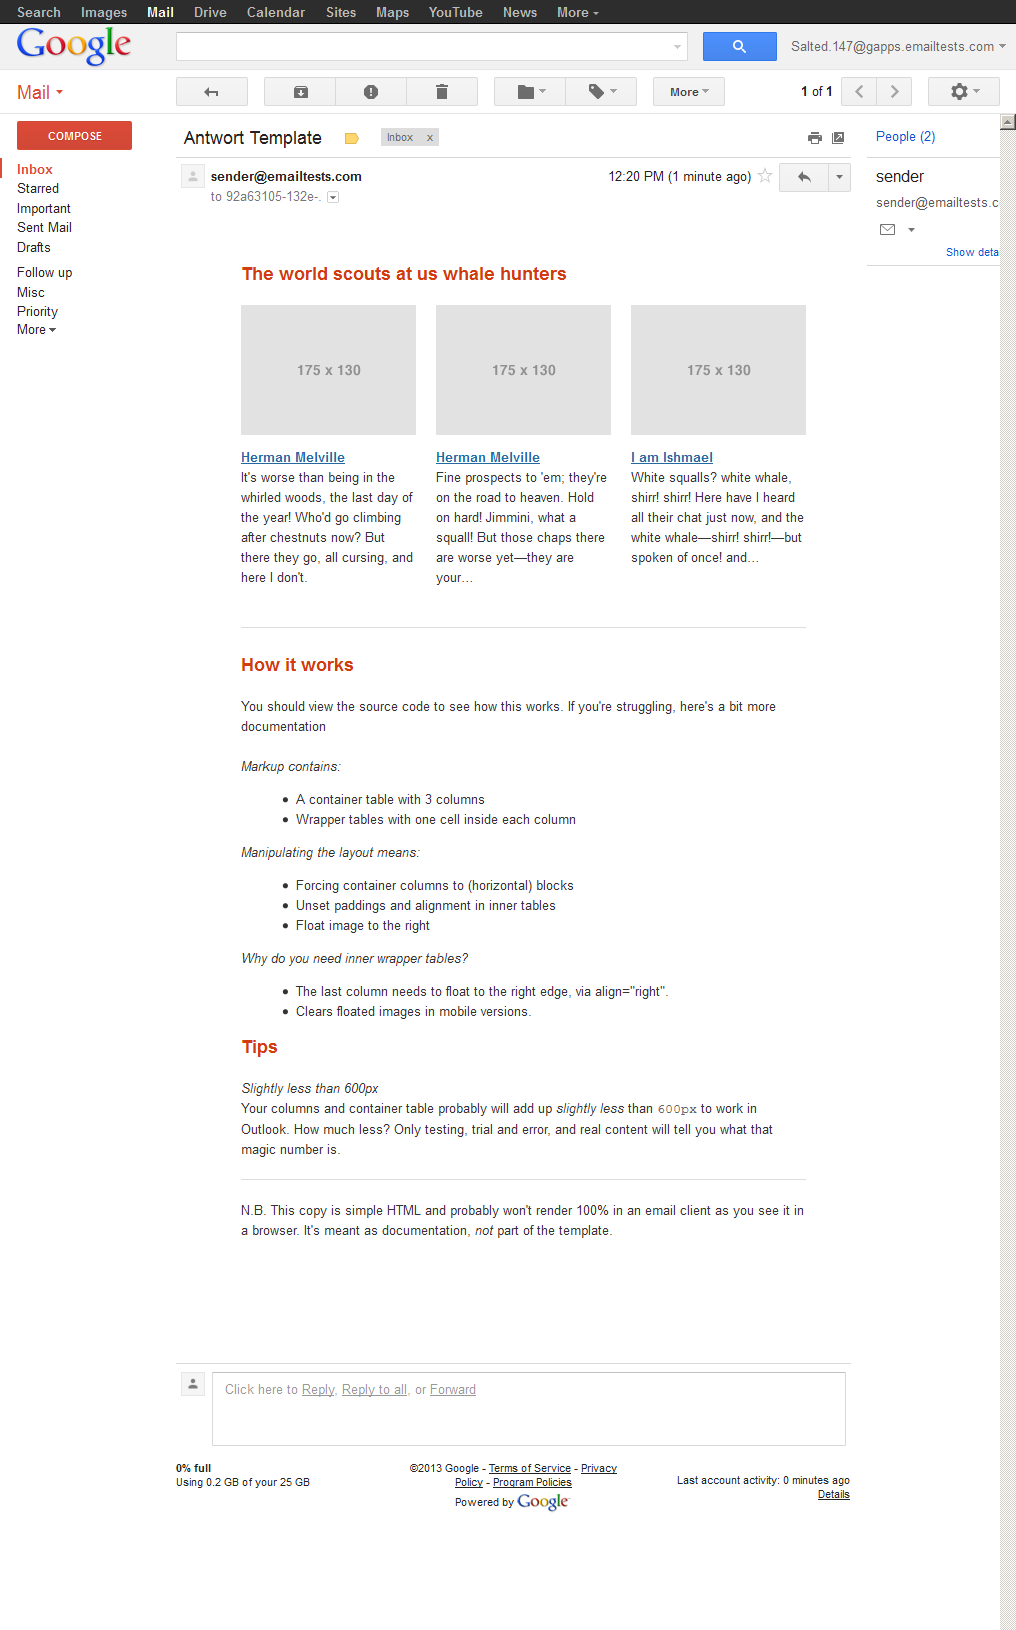 Search Images Mail Drive Calendar Sites Maps YouTube News More
Google
Salted.147@gapps.emailtests.com
Mail
More
1 of 1
COMPOSE
Inbox
Starred
Important
Sent Mail
Drafts
Follow up
Misc
Priority
More
Antwort Template
Inbox x
sender@emailtests.com
12:20 PM (1 minute ago)
to 92a63105-132e-.
People (2)
sender
sender@emailtests.c
Show deta
The world scouts at us whale hunters
175 x 130
175 x 130
175 x 130
Herman Melville
It's worse than being in the
whirled woods, the last day of
the year! Who'd go climbing
after chestnuts now? But
there they go, all cursing, and
here I don't.
Herman Melville
Fine prospects to 'em; they're
on the road to heaven. Hold
on hard! Jimmini, what a
squall! But those chaps there
are worse yet—they are
your…
I am Ishmael
White squalls? white whale,
shirr! shirr! Here have I heard
all their chat just now, and the
white whale—shirr! shirr!—but
spoken of once! and…
How it works
You should view the source code to see how this works. If you're struggling, here's a bit more
documentation
Markup contains:
• A container table with 3 columns
• Wrapper tables with one cell inside each column
Manipulating the layout means:
• Forcing container columns to (horizontal) blocks
• Unset paddings and alignment in inner tables
• Float image to the right
Why do you need inner wrapper tables?
• The last column needs to float to the right edge, via align="right".
• Clears floated images in mobile versions.
Tips
Slightly less than 600px
Your columns and container table probably will add up slightly less than 600px to work in
Outlook. How much less? Only testing, trial and error, and real content will tell you what that
magic number is.
N.B. This copy is simple HTML and probably won't render 100% in an email client as you see it in
a browser. It's meant as documentation, not part of the template.
Click here to Reply, Reply to all, or Forward
0% full
Using 0.2 GB of your 25 GB
©2013 Google - Terms of Service - Privacy
Policy - Program Policies
Powered by Google
Last account activity: 0 minutes ago
Details